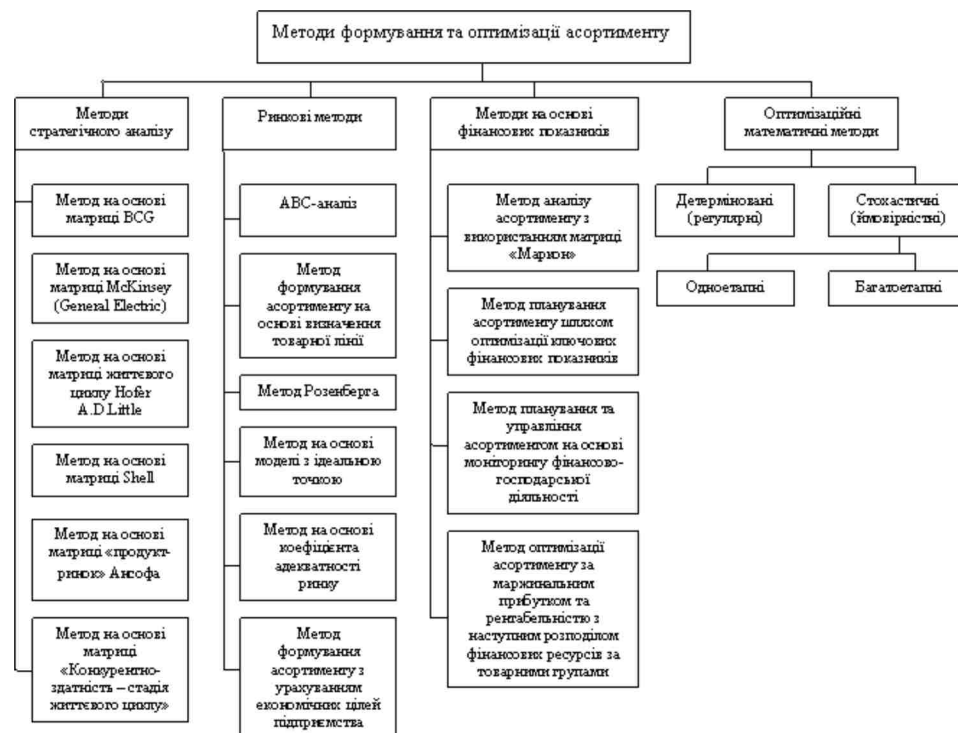 Методи формування та оптимізації асортименту
Методи
стратегічного аналізу
Ринкові методи
Методи на основі
фінансових показників
Оптимізаційні
математичні методи
Метод на основі
матриці BCG
Метод на основі
матриці McKinsey
(General Electric)
Метод на основі
матриці життєвого
циклу Hofer
A.D.Little
Метод на основі
матриці Shell
Метод на основі
матриці «продукт-
ринок» Ансофа
Метод на основі
матриці
«Конкуренто-
здатність – стадія
життєвого циклу»
АВС-аналіз
Метод
формування
асортименту на
основі визначення
товарної лінії
Метод Розенберга
Метод на основі
моделі з ідеальною
точкою
Метод на основі
коефіцієнта
адекватності
ринку
Метод
формування
асортименту з
урахуванням
економічних цілей
підприємства
Метод аналізу
асортименту з
використанням матриці
«Маркон»
Метод планування
асортименту шляхом
оптимізації ключових
фінансових показників
Метод планування та
управління
асортиментом на основі
моніторингу фінансово-
господарської
діяльності
Метод оптимізації
асортименту за
маржинальним
прибутком та
рентабельністю з
наступним розподілом
фінансових ресурсів за
товарними групами
Детерміновані
(регулярні)
Стохастичні
(ймовірністні)
Одноетапні
Багатоетапні